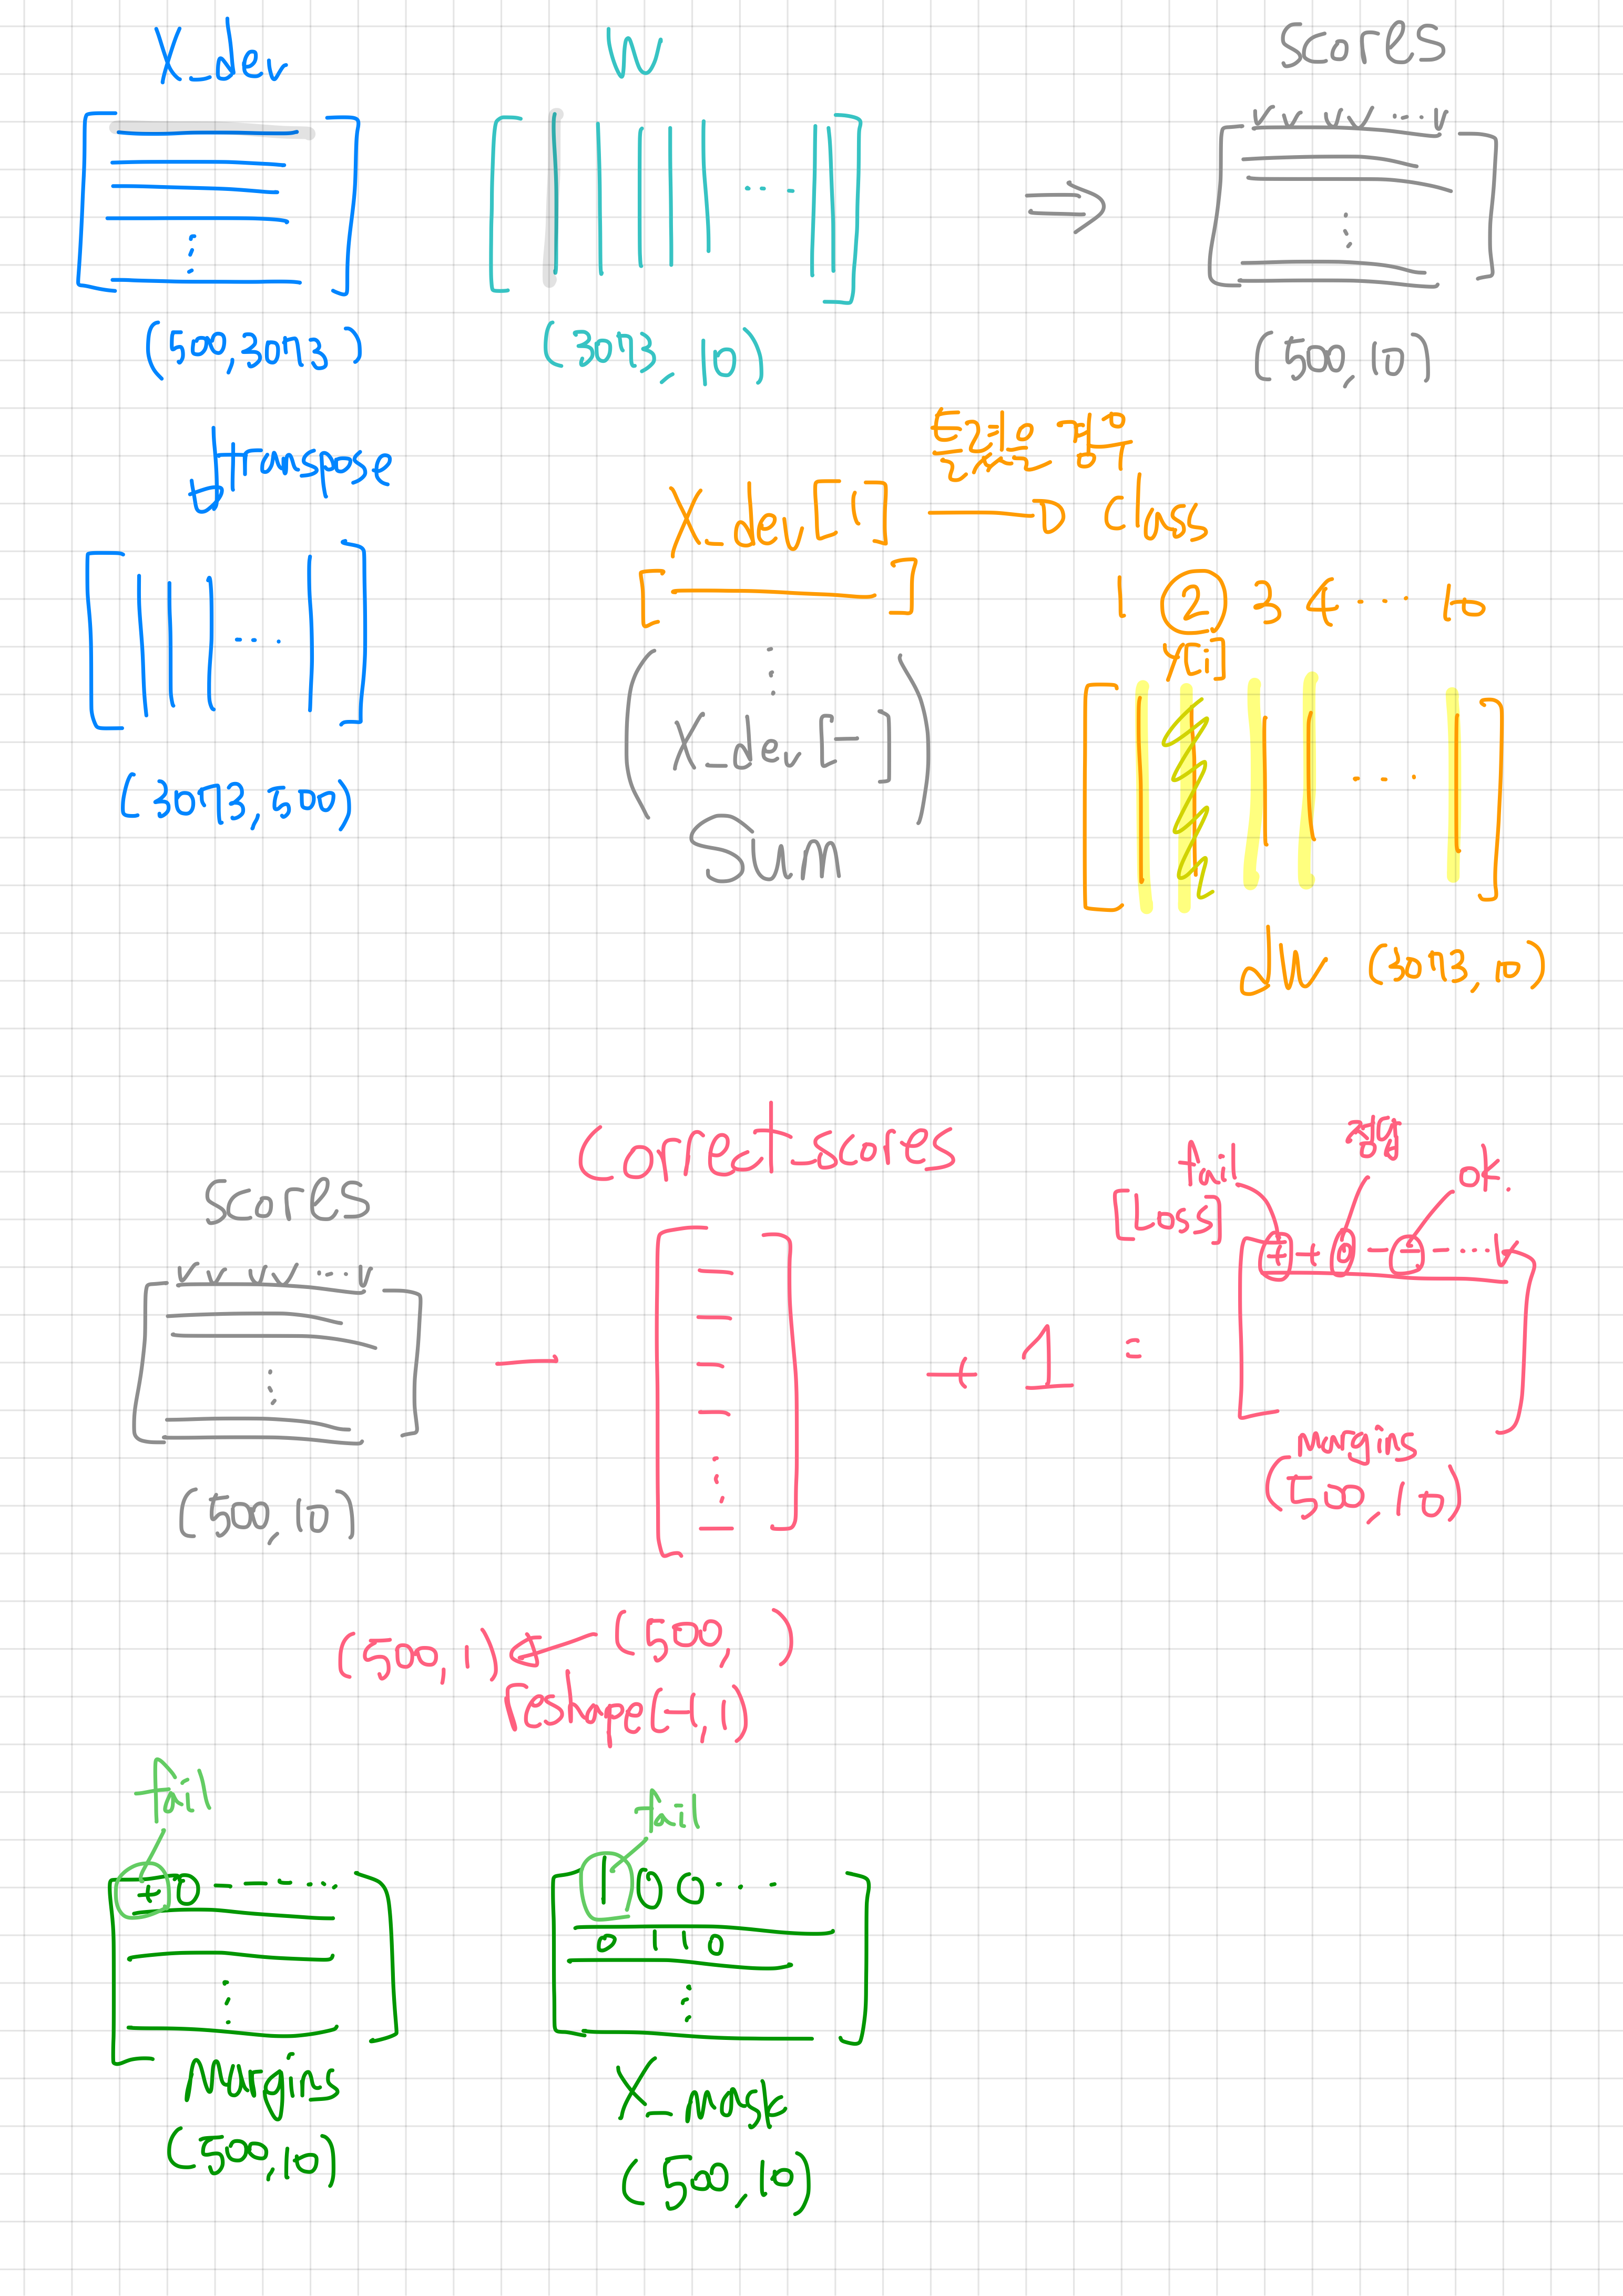 X_dev
W
scores
(500,3073)
(3073,10)
(500,10)
transpose
틀렸을 경우
X_dev[i]
Class
1 2 3 4 ... 10
y[i]
X_dev[-]
Sum
(3073,500)
dW (3073,10)
Correct_scores
scores
fail
정답
ok.
[Loss]
+ + 0 - - - ...
- + 1 =
(500,10)
margins
(500,10)
(500,1) ← (500, )
reshape(-1,1)
fail
fail
+ 0 - - - - ...
1 0 0 ...
0 1 1 0
Margins
(500,10)
X_mask
(500,10)